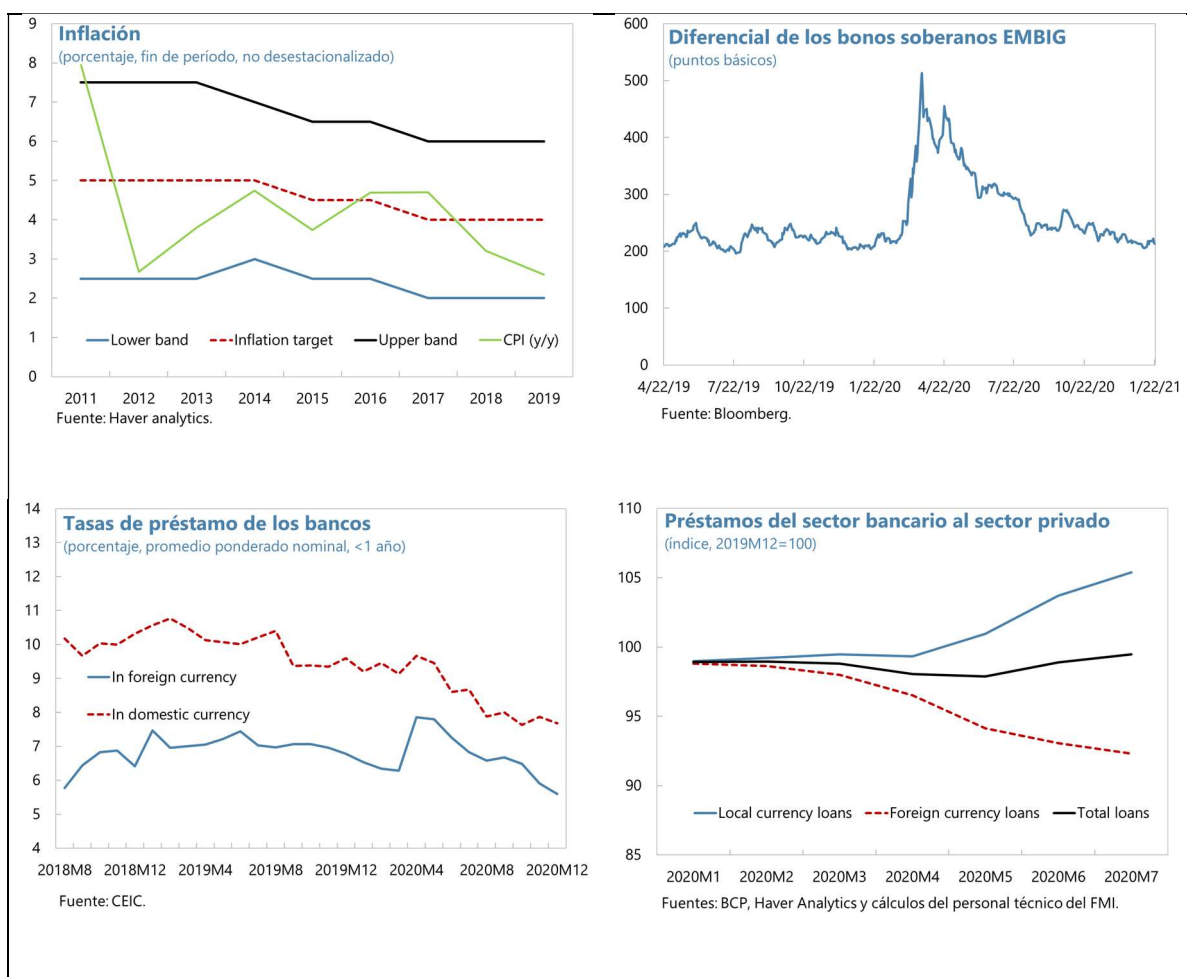 Inflación
(porcentaje, fin de período, no desestacionalizado)
9
8
7
6
5
4
3
2
1
0
Lower band
Inflation target
Upper band
CPI (y/y)
2011 2012 2013 2014 2015 2016 2017 2018 2019
Fuente: Haver analytics.
Diferencial de los bonos soberanos EMBIG
(puntos básicos)
600
500
400
300
200
100
0
4/22/19 7/22/19 10/22/19 1/22/20 4/22/20 7/22/20 10/22/20 1/22/21
Fuente: Bloomberg.
Tasas de préstamo de los bancos
(porcentaje, promedio ponderado nominal, <1 año)
14
13
12
11
10
9
8
7
6
5
4
In foreign currency
In domestic currency
2018M8 2018M12 2019M4 2019M8 2019M12 2020M4 2020M8 2020M12
Fuente: CEIC.
Préstamos del sector bancario al sector privado
(índice, 2019M12=100)
110
105
100
95
90
85
Local currency loans
Foreign currency loans
Total loans
2020M1 2020M2 2020M3 2020M4 2020M5 2020M6 2020M7
Fuentes: BCP, Haver Analytics y cálculos del personal técnico del FMI.